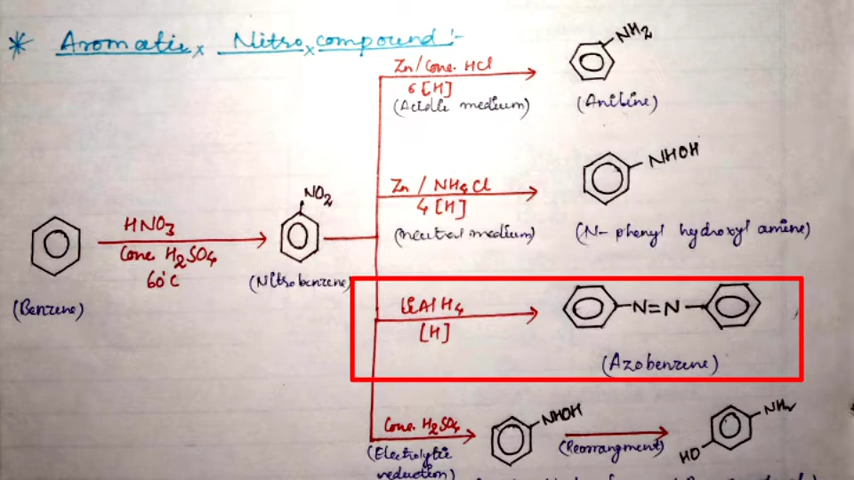 * Aromatic Nitro compound :-
Zn/Conc. HCl
6[H]
(Acidic medium)
NH2
(Aniline)
Zn / NH4Cl
4[H]
(neutral medium)
NHOH
(N- phenyl hydroxyl amine)
HNO3
Conc. H2SO4
60°C
(Benzene)
NO2
(Nitrobenzene)
LiAlH4
[H]
N=N
(Azobenzene)
Conc. H2SO4
(Electrolytic
reduction)
NHOH
(Rearrangment)
NH2
HO